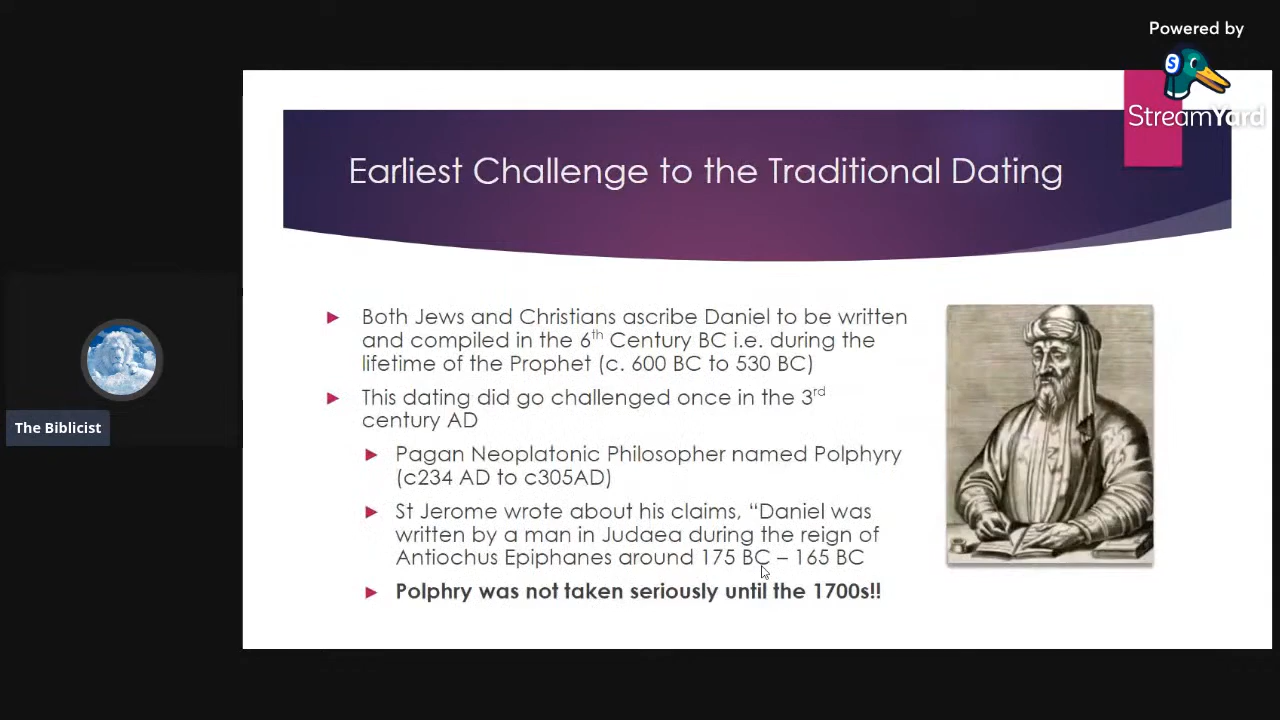 Powered by
StreamYard
Earliest Challenge to the Traditional Dating
Both Jews and Christians ascribe Daniel to be written
and compiled in the 6th Century BC i.e. during the
lifetime of the Prophet (c. 600 BC to 530 BC)
This dating did go challenged once in the 3rd
century AD
Pagan Neoplatonic Philosopher named Polphyry
(c234 AD to c305AD)
St Jerome wrote about his claims, “Daniel was
written by a man in Judaea during the reign of
Antiochus Epiphanes around 175 BC – 165 BC
Polphry was not taken seriously until the 1700s!!
The Biblicist